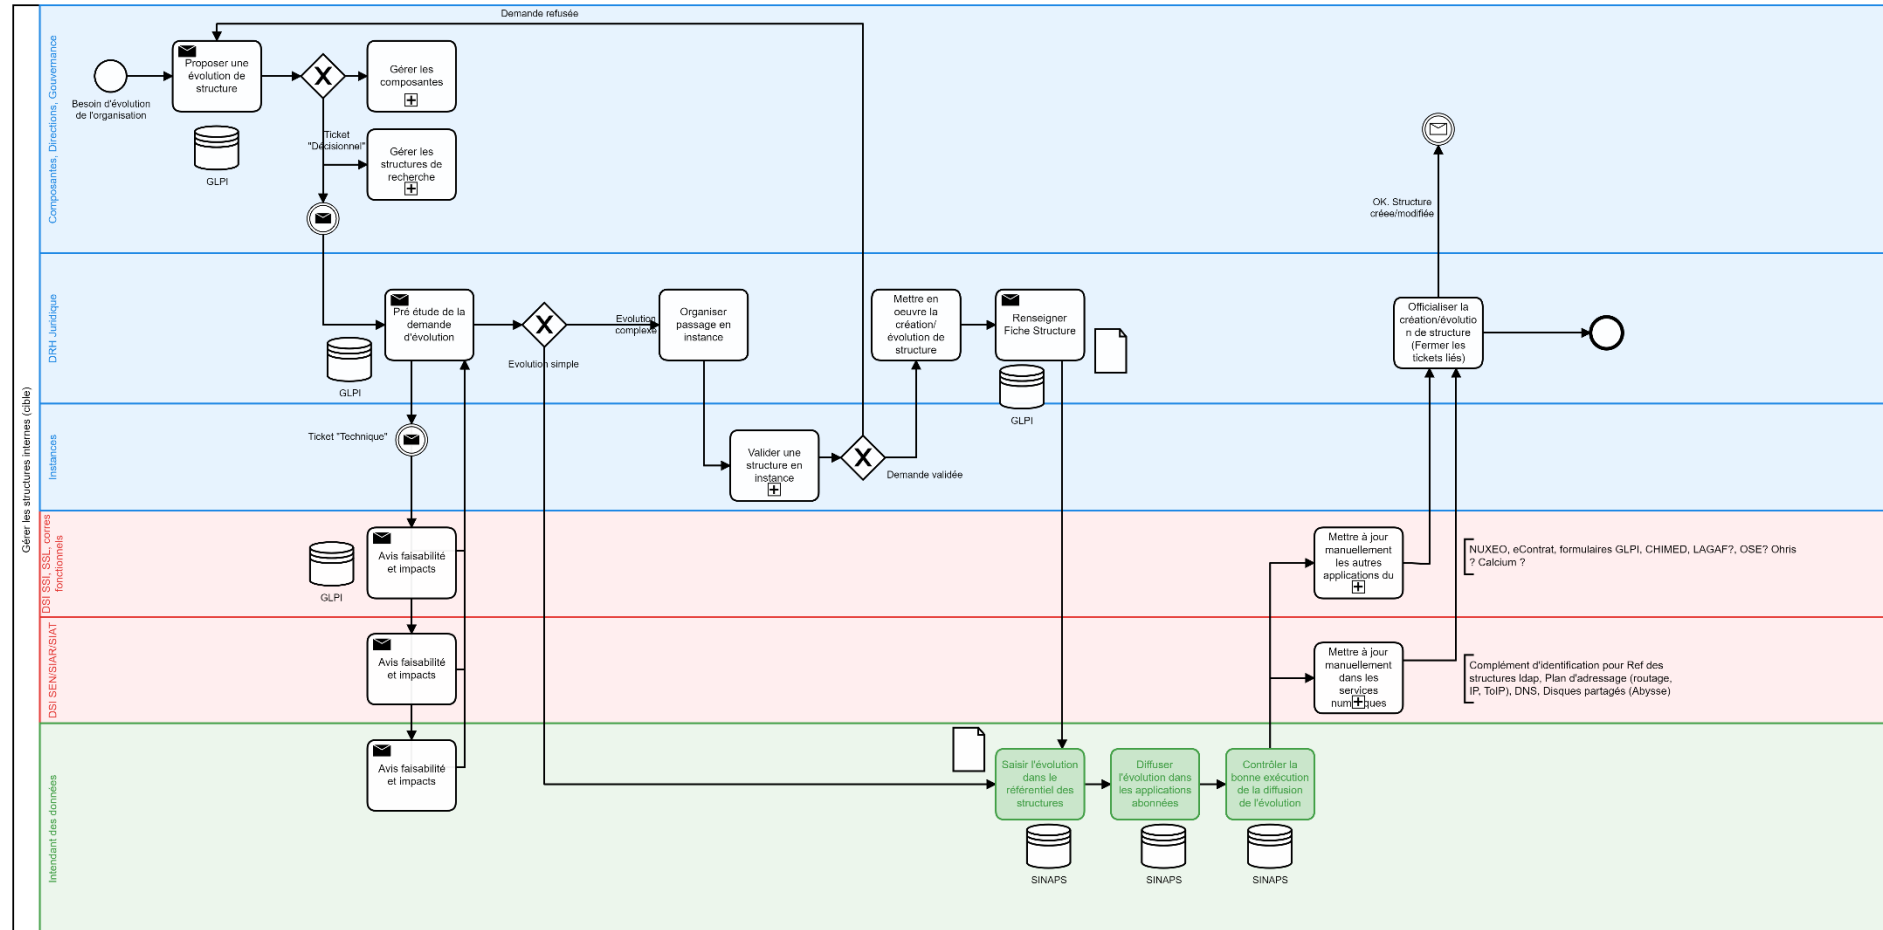 Gérer les structures internes (cible)
Composantes, Directions, Gouvernance
Demande refusée
Besoin d'évolution
de l'organisation
Proposer une
évolution de
structure
GLPI
Gérer les
composantes
Ticket
"Décisionnel"
Gérer les
structures de
recherche
OK. Structure
créee/modifiée
DRH Juridique
Pré étude de la
demande
d'évolution
GLPI
Evolution simple
Evolution
complexe
Organiser
passage en
instance
Mettre en
oeuvre la
création/
évolution de
structure
Renseigner
Fiche Structure
GLPI
Officialiser la
création/évolutio
n de structure
(Fermer les
tickets liés)
Instances
Ticket "Technique"
Valider une
structure en
instance
Demande validée
DSI SSI, SSL, corres
fonctionnels
GLPI
Avis faisabilité
et impacts
Mettre à jour
manuellement
les autres
applications du
NUXEO, eContrat, formulaires GLPI, CHIMED, LAGAF?, OSE? Ohris
? Calcium ?
DSI SEN/SIAR/SIAT
Avis faisabilité
et impacts
Mettre à jour
manuellement
dans les
services
numériques
Complément d'identification pour Ref des
structures ldap, Plan d'adressage (routage,
IP, ToIP), DNS, Disques partagés (Abysse)
Intendant des données
Avis faisabilité
et impacts
Saisir l'évolution
dans le
référentiel des
structures
SINAPS
Diffuser
l'évolution dans
les applications
abonnées
SINAPS
Contrôler la
bonne exécution
de la diffusion
de l'évolution
SINAPS